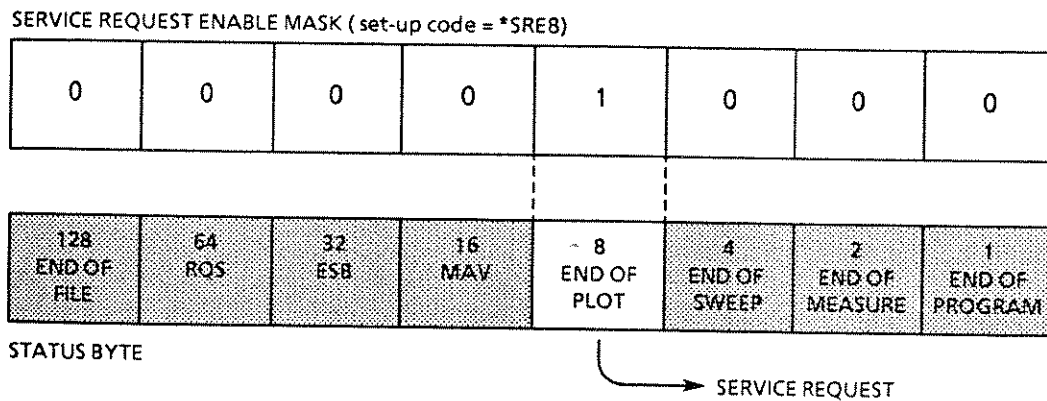 SERVICE REQUEST ENABLE MASK ( set-up code = *SRE8)
0 0 0 0 1 0 0 0
128 64 32 16 8 4 2 1
END OF RQS ESB MAV END OF END OF END OF END OF
FILE PLOT SWEEP MEASURE PROGRAM
STATUS BYTE
SERVICE REQUEST